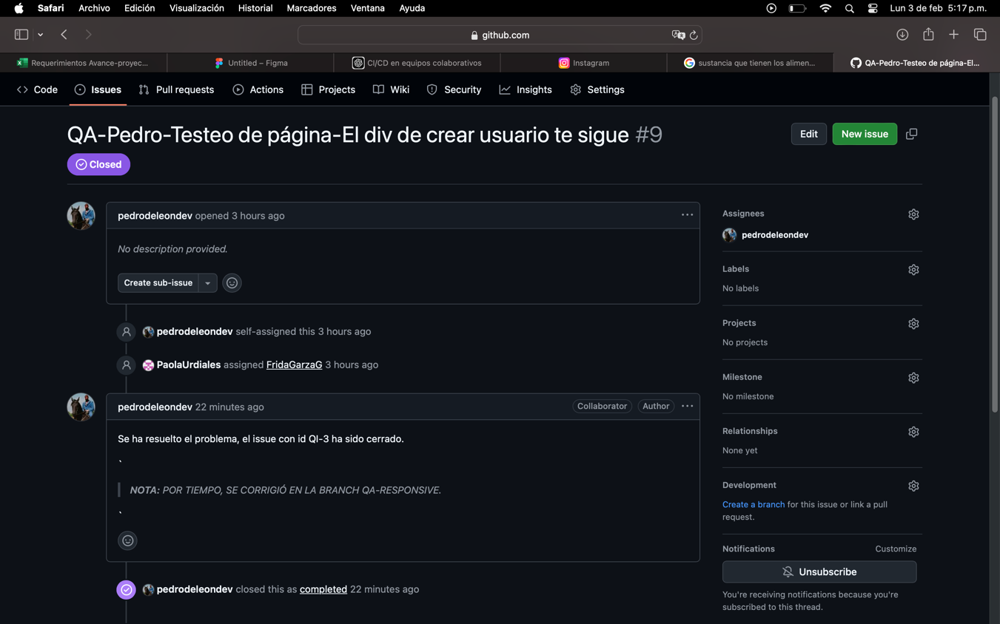 Safari Archivo Edición Visualización Historial Marcadores Ventana Ayuda Lun 3 de feb 5:17 p.m.
github.com
Requerimientos Avance-proyec... Untitled – Figma CI/CD en equipos colaborativos Instagram sustancia que tienen los alimen... QA-Pedro-Testeo de página-El...
Code Issues Pull requests Actions Projects Wiki Security Insights Settings
QA-Pedro-Testeo de página-El div de crear usuario te sigue #9
Edit New issue
Closed
pedrodeleondev opened 3 hours ago
No description provided.
Create sub-issue
pedrodeleondev self-assigned this 3 hours ago
PaolaUrdiales assigned FridaGarzaG 3 hours ago
pedrodeleondev 22 minutes ago Collaborator Author
Se ha resuelto el problema, el issue con id QI-3 ha sido cerrado.
`
NOTA: POR TIEMPO, SE CORRIGIÓ EN LA BRANCH QA-RESPONSIVE.
`
pedrodeleondev closed this as completed 22 minutes ago
Assignees
pedrodeleondev
Labels
No labels
Projects
No projects
Milestone
No milestone
Relationships
None yet
Development
Create a branch for this issue or link a pull
request.
Notifications Customize
Unsubscribe
You're receiving notifications because you're
subscribed to this thread.